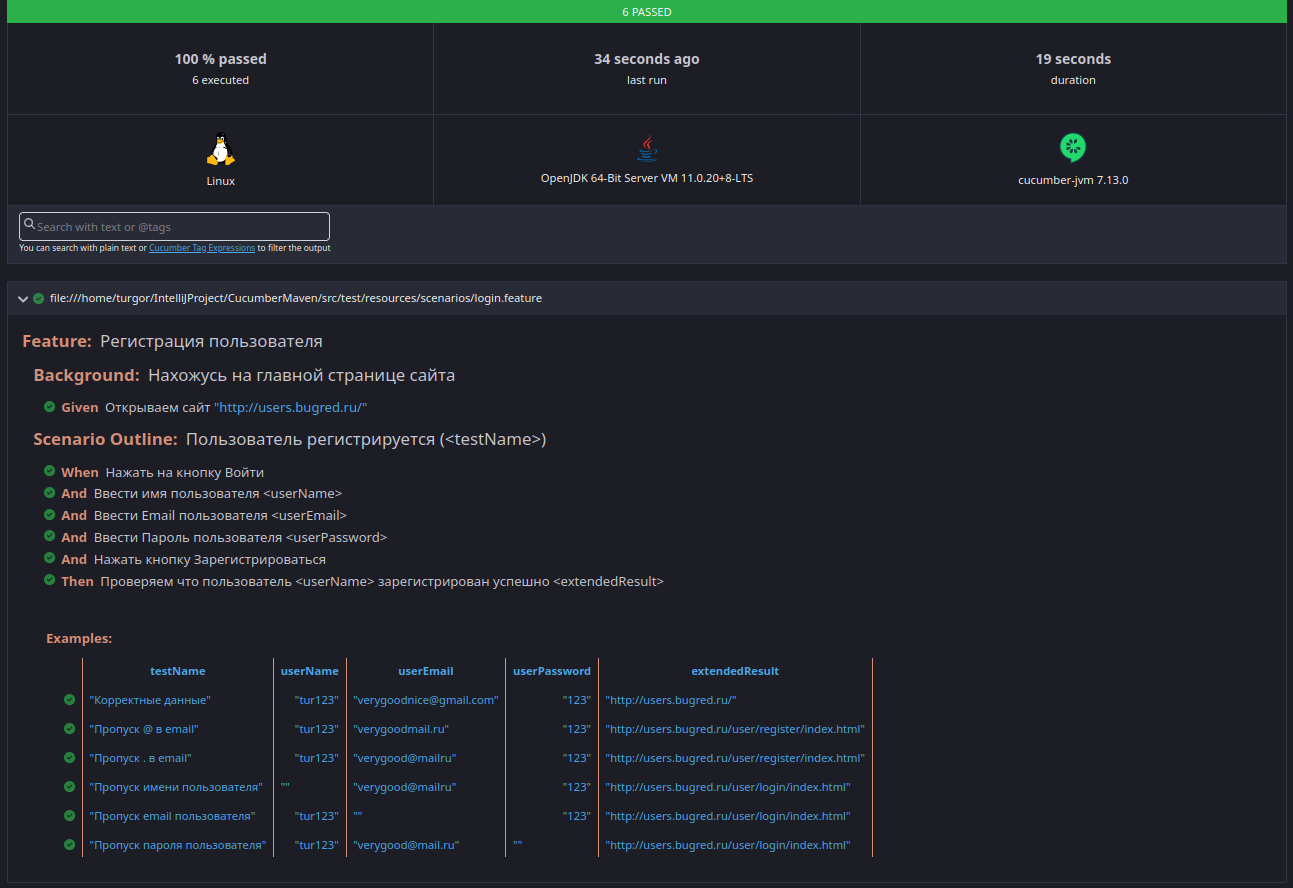 6 PASSED
100 % passed
6 executed
34 seconds ago
last run
19 seconds
duration
Linux
OpenJDK 64-Bit Server VM 11.0.20+8-LTS
cucumber-jvm 7.13.0
Search with text or @tags
You can search with plain text or Cucumber Tag Expressions to filter the output
file:///home/turgor/IntelliJProject/CucumberMaven/src/test/resources/scenarios/login.feature
Feature: Регистрация пользователя
Background: Нахожусь на главной странице сайта
Given Открываем сайт "http://users.bugred.ru/"
Scenario Outline: Пользователь регистрируется (<testName>)
When Нажать на кнопку Войти
And Ввести имя пользователя <userName>
And Ввести Email пользователя <userEmail>
And Ввести Пароль пользователя <userPassword>
And Нажать кнопку Зарегистрироваться
Then Проверяем что пользователь <userName> зарегистрирован успешно <extendedResult>
Examples:
testName userName userEmail userPassword extendedResult
"Корректные данные" "tur123" "verygoodnice@gmail.com" "123" "http://users.bugred.ru/"
"Пропуск @ в email" "tur123" "verygoodmail.ru" "123" "http://users.bugred.ru/user/register/index.html"
"Пропуск . в email" "tur123" "verygood@mailru" "123" "http://users.bugred.ru/user/register/index.html"
"Пропуск имени пользователя" "" "verygood@mailru" "123" "http://users.bugred.ru/user/login/index.html"
"Пропуск email пользователя" "tur123" "" "123" "http://users.bugred.ru/user/login/index.html"
"Пропуск пароля пользователя" "tur123" "verygood@mail.ru" "" "http://users.bugred.ru/user/login/index.html"